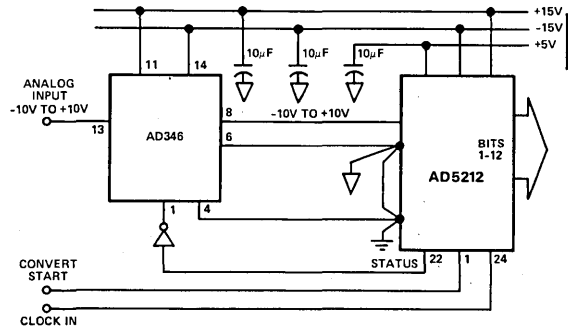 +15V
-15V
+5V
11
14
10μF
10μF
10μF
ANALOG
INPUT
-10V TO +10V
13
AD346
8
-10V TO +10V
6
BITS
1-12
AD5212
1
4
STATUS
22
1
24
CONVERT
START
CLOCK IN